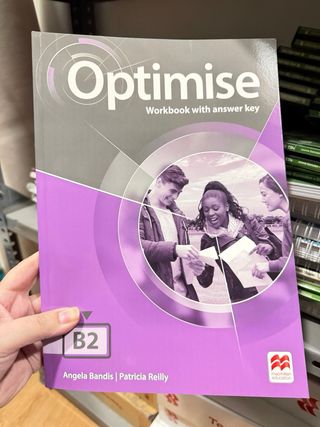 Optimise
Workbook with answer key
B2
Angela Bandis | Patricia Reilly
macmillan
education